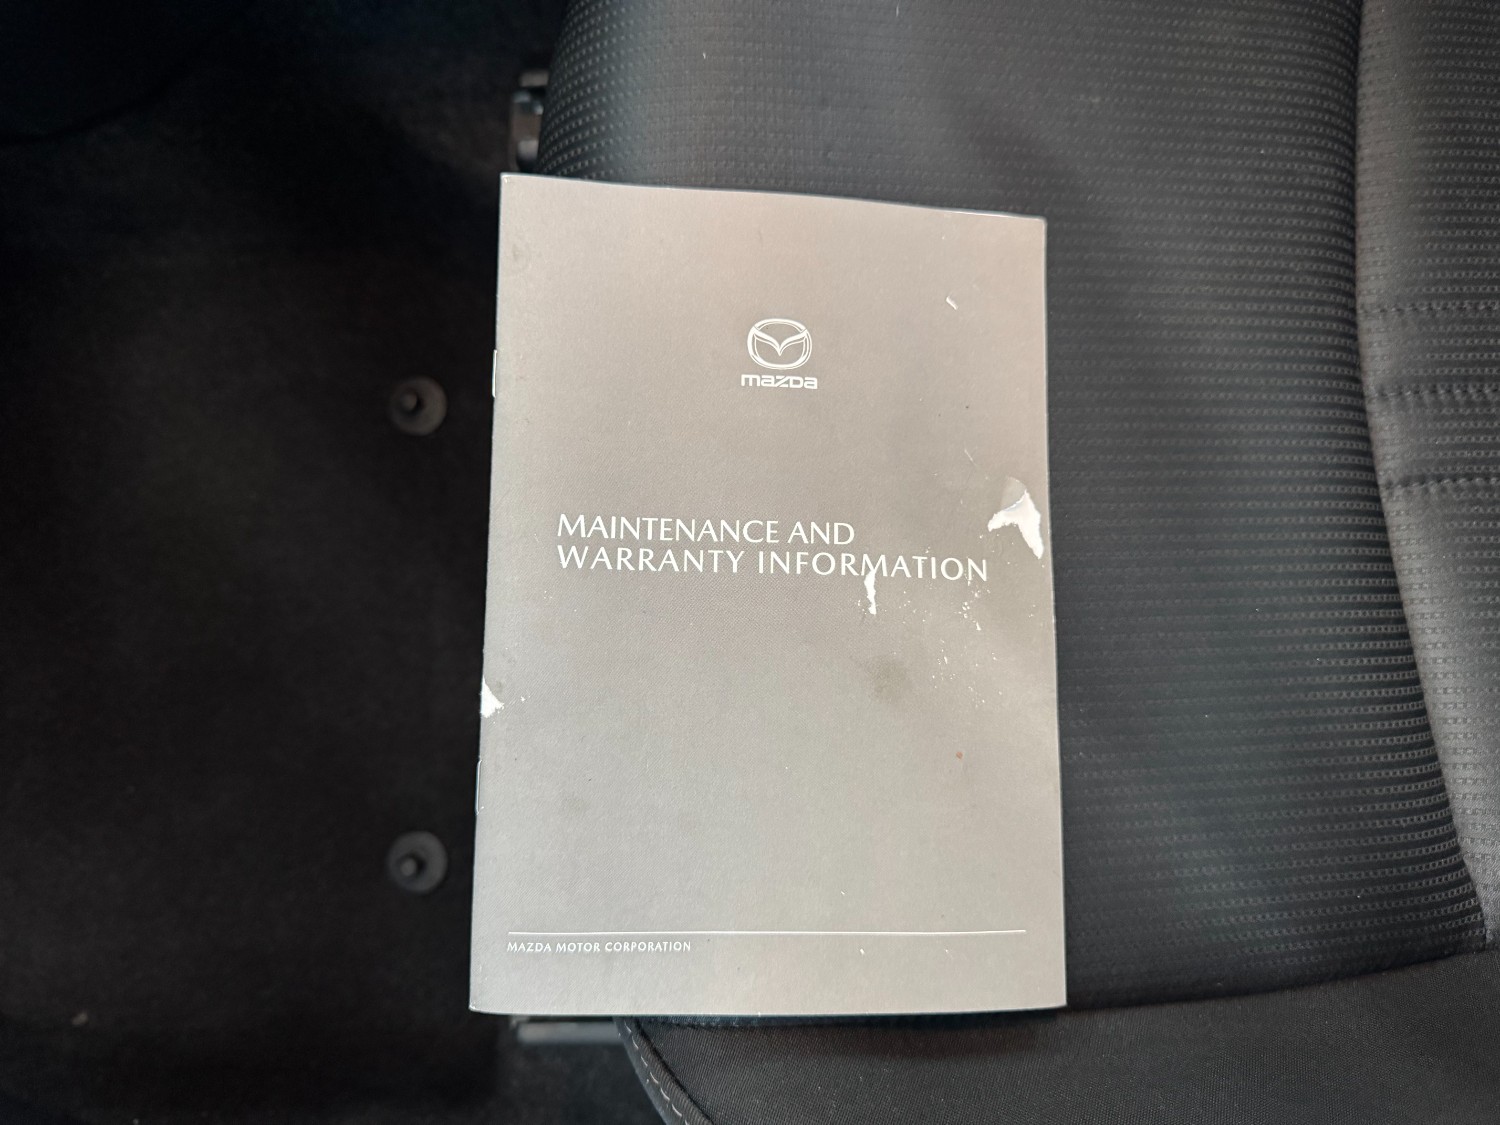 mazda
MAINTENANCE AND
WARRANTY INFORMATION
MAZDA MOTOR CORPORATION